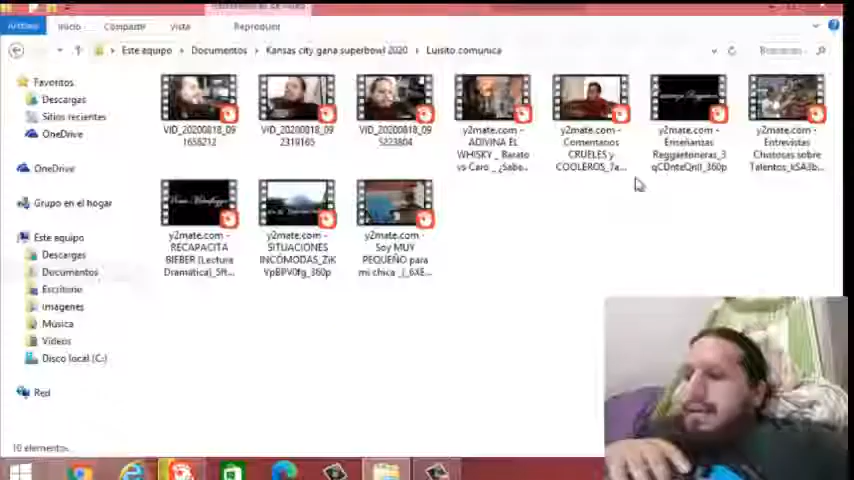 Archivo Inicio Compartir Vista Reproducir
Este equipo Documentos Kansas city gana superbowl 2020 Luisito comunica
Favoritos
Descargas
Sitios recientes
OneDrive
OneDrive
Grupo en el hogar
Este equipo
Descargas
Documentos
Escritorio
Imágenes
Música
Vídeos
Disco local (C:)
Red
VID_20200818_09
1658212
VID_20200818_09
2319165
VID_20200818_09
5223804
y2mate.com -
ADIVINA EL
WHISKY _ Barato
vs Caro _ ¿Sabe...
y2mate.com -
Comentarios
CRUELES y
COOLEROS_7a...
y2mate.com -
Enseñanzas
Reggaetoneras_3
qCDnteQnII_360p
y2mate.com -
Entrevistas
Chistosas sobre
Talentos_kSA3b...
y2mate.com -
RECAPACITA
BIEBER (Lectura
Dramática)_5R...
y2mate.com -
SITUACIONES
INCÓMODAS_ZiK
VpBPV0fg_360p
y2mate.com -
Soy MUY
PEQUEÑO para
mi chica _(_6XE...
10 elementos